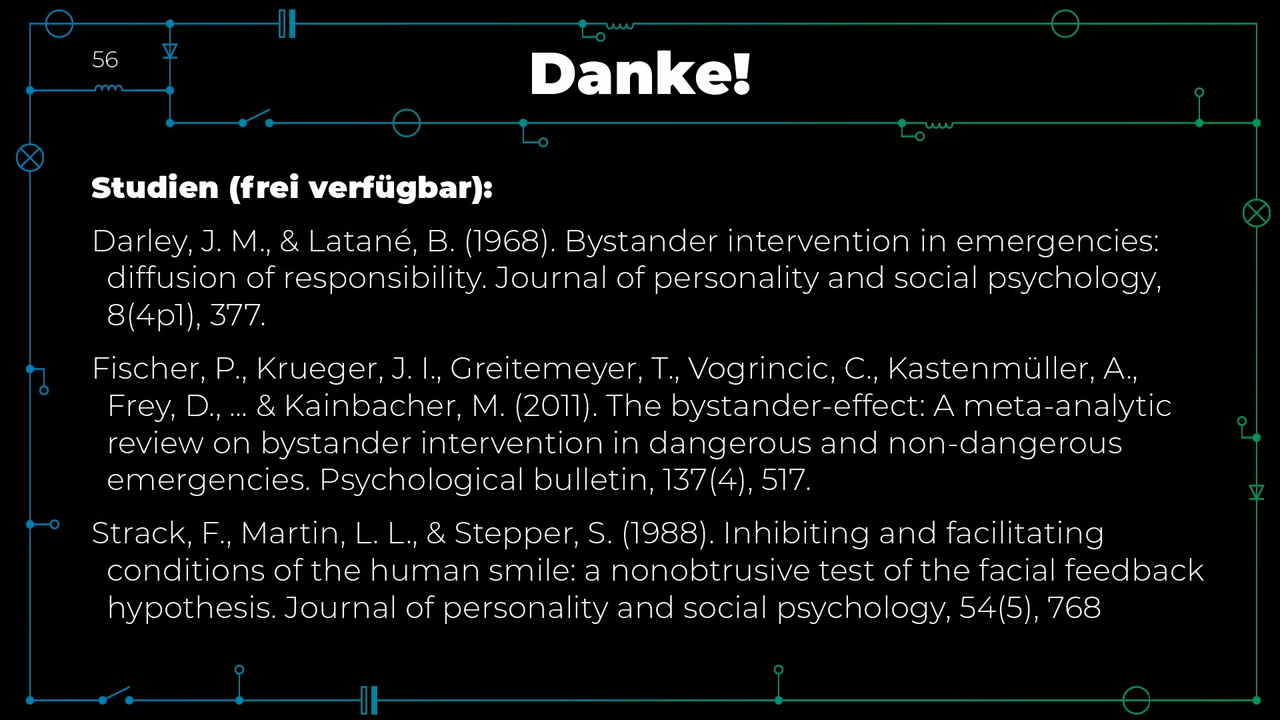 56
Danke!
Studien (frei verfügbar):
Darley, J. M., & Latané, B. (1968). Bystander intervention in emergencies:
diffusion of responsibility. Journal of personality and social psychology,
8(4p1), 377.
Fischer, P., Krueger, J. I., Greitemeyer, T., Vogrincic, C., Kastenmüller, A.,
Frey, D., ... & Kainbacher, M. (2011). The bystander-effect: A meta-analytic
review on bystander intervention in dangerous and non-dangerous
emergencies. Psychological bulletin, 137(4), 517.
Strack, F., Martin, L. L., & Stepper, S. (1988). Inhibiting and facilitating
conditions of the human smile: a nonobtrusive test of the facial feedback
hypothesis. Journal of personality and social psychology, 54(5), 768